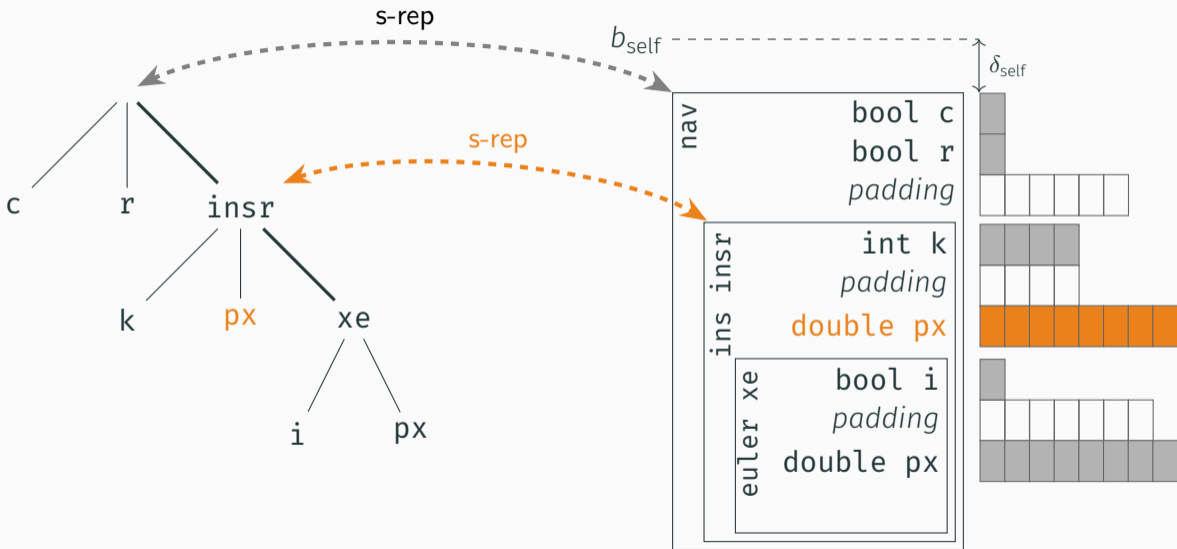 s-rep
b_self
δ_self
nav
bool c
bool r
padding
s-rep
c
r
insr
ins insr
int k
padding
double px
k
px
xe
euler xe
bool i
padding
double px
i
px